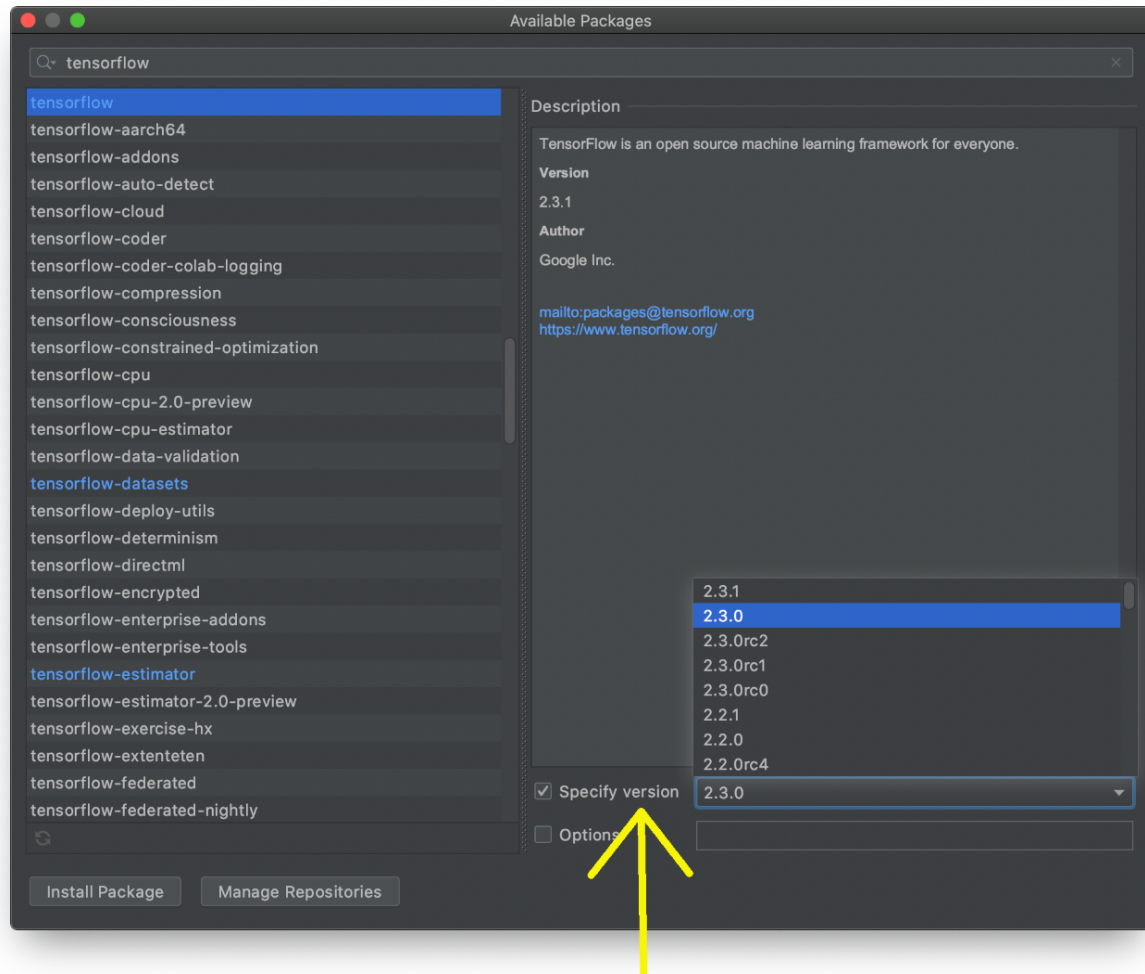 Available Packages
tensorflow
tensorflow
tensorflow-aarch64
tensorflow-addons
tensorflow-auto-detect
tensorflow-cloud
tensorflow-coder
tensorflow-coder-colab-logging
tensorflow-compression
tensorflow-consciousness
tensorflow-constrained-optimization
tensorflow-cpu
tensorflow-cpu-2.0-preview
tensorflow-cpu-estimator
tensorflow-data-validation
tensorflow-datasets
tensorflow-deploy-utils
tensorflow-determinism
tensorflow-directml
tensorflow-encrypted
tensorflow-enterprise-addons
tensorflow-enterprise-tools
tensorflow-estimator
tensorflow-estimator-2.0-preview
tensorflow-exercise-hx
tensorflow-extenteten
tensorflow-federated
tensorflow-federated-nightly
Description
TensorFlow is an open source machine learning framework for everyone.
Version
2.3.1
Author
Google Inc.
mailto:packages@tensorflow.org
https://www.tensorflow.org/
2.3.1
2.3.0
2.3.0rc2
2.3.0rc1
2.3.0rc0
2.2.1
2.2.0
2.2.0rc4
Specify version 2.3.0
Options
Install Package Manage Repositories